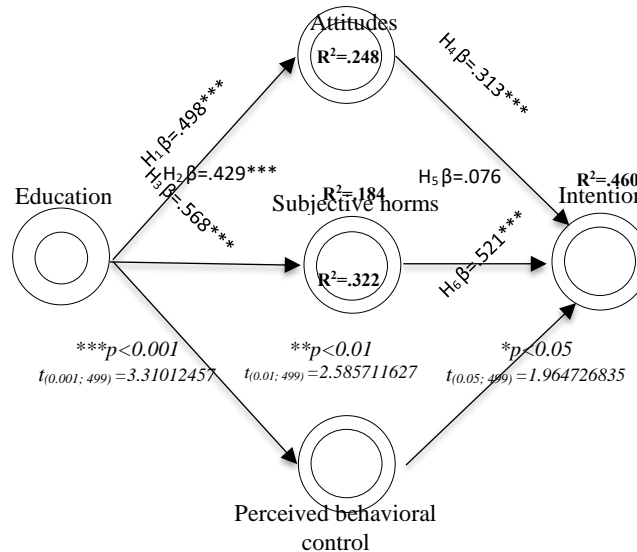 Attitudes
R²=.248
H₄ β=.313***
H₁ β=.498***
H₂ β=.429***
H₃ β=.568***
H₅ β=.076
R²=.460
Education
R²=.184
Subjective norms
Intention
R²=.322
H₆ β=.521***
***p<0.001
**p<0.01
*p<0.05
t(0.001; 499) =3.31012457
t(0.01; 499) =2.585711627
t(0.05; 499) =1.964726835
Perceived behavioral
control